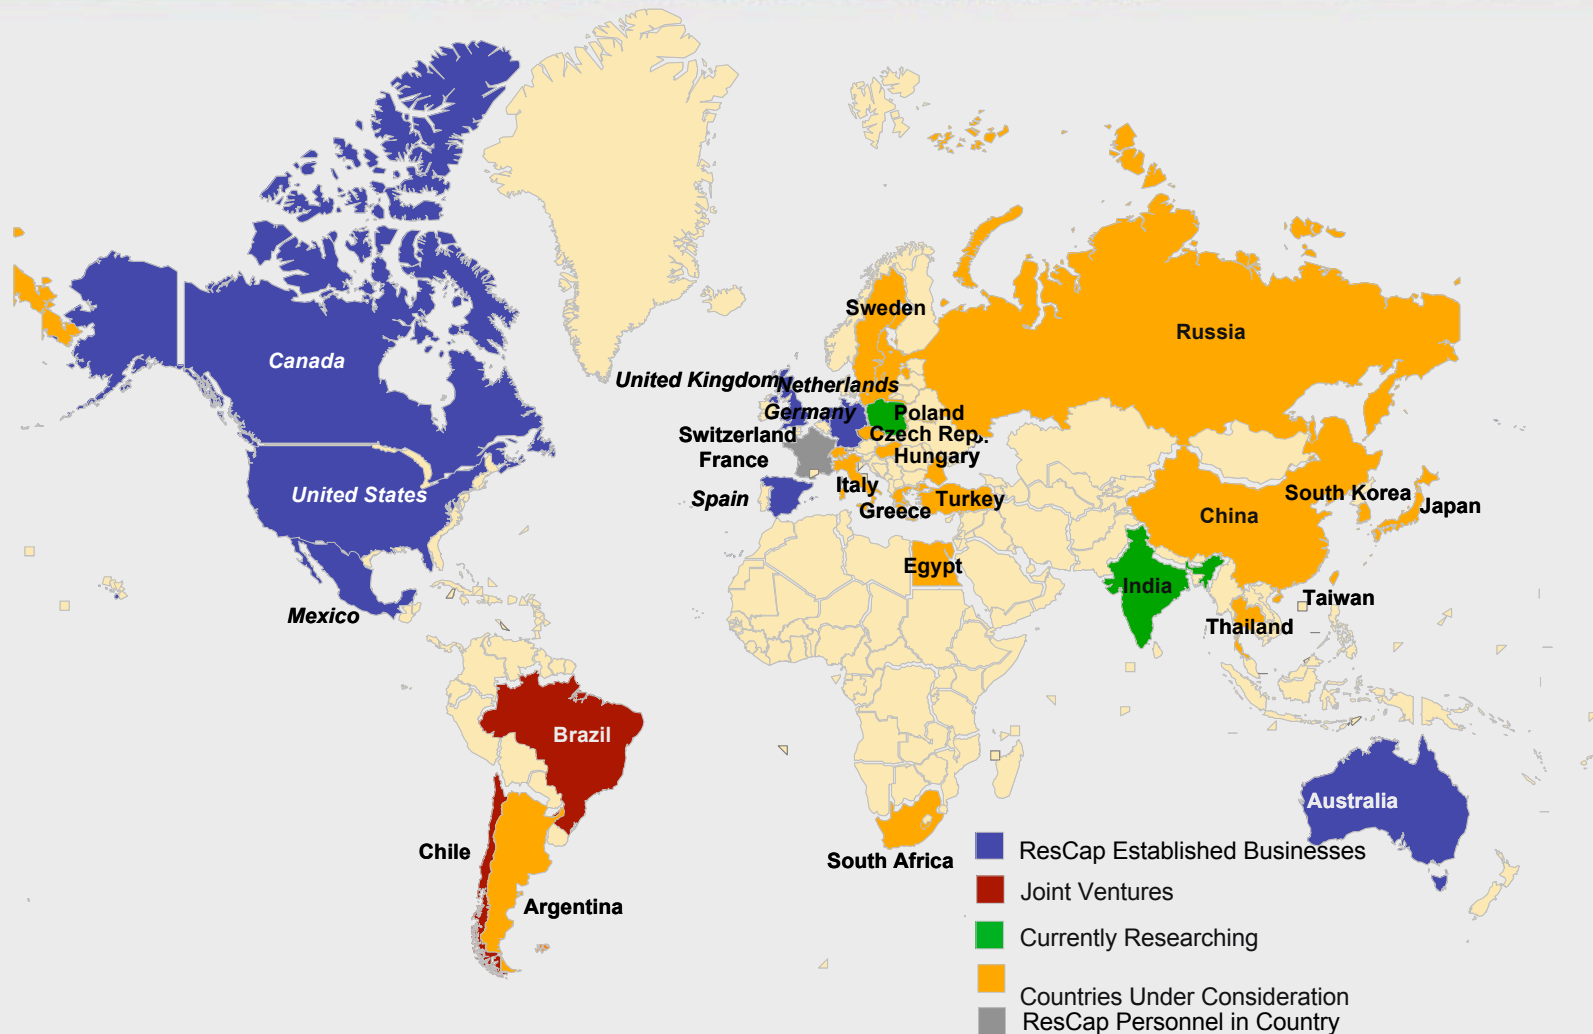 Sweden
Russia
Canada
United Kingdom
Netherlands
Germany
Poland
Switzerland
Czech Rep.
France
Hungary
United States
Spain
Italy
Greece
Turkey
South Korea
Japan
China
Egypt
India
Taiwan
Mexico
Thailand
Brazil
Australia
Chile
South Africa
Argentina
ResCap Established Businesses
Joint Ventures
Currently Researching
Countries Under Consideration
ResCap Personnel in Country